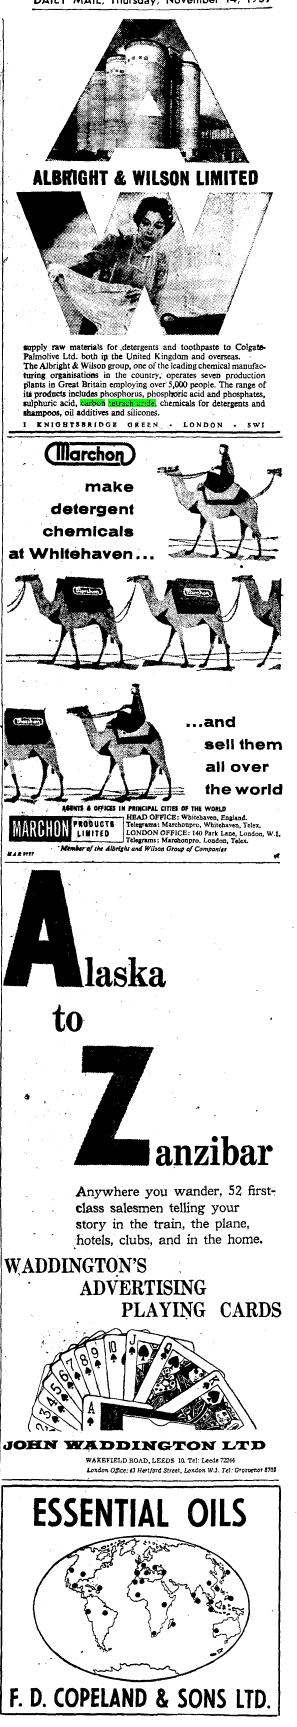 DAILY MAIL, Thursday, November 14, 1957
ALBRIGHT & WILSON LIMITED
supply raw materials for detergents and toothpaste to Colgate-
Palmolive Ltd. both in the United Kingdom and overseas.
The Albright & Wilson group, one of the leading chemical manufac-
turing organisations in the country, operates seven production
plants in Great Britain employing over 5,000 people. The range of
its products includes phosphorus, phosphoric acid and phosphates,
sulphuric acid, carbon tetrachloride, chemicals for detergents and
shampoos, oil additives and silicones.
1 KNIGHTSBRIDGE GREEN · LONDON · SW1
Marchon
make
detergent
chemicals
at Whitehaven...
Marchon
Marchon
Marchon
...and
sell them
all over
the world
AGENTS & OFFICES IN PRINCIPAL CITIES OF THE WORLD
MARCHON PRODUCTS LIMITED
HEAD OFFICE: Whitehaven, England.
Telegrams: Marchonpro, Whitehaven, Telex.
LONDON OFFICE: 140 Park Lane, London, W.1.
Telegrams: Marchonpro, London, Telex.
Member of the Albright and Wilson Group of Companies
Alaska
to
Zanzibar
Anywhere you wander, 52 first-
class salesmen telling your
story in the train, the plane,
hotels, clubs, and in the home.
WADDINGTON'S
ADVERTISING
PLAYING CARDS
JOHN WADDINGTON LTD
WAKEFIELD ROAD, LEEDS 10. Tel: Leeds 72244
London Office: 43 Hertford Street, London W.1. Tel: Grosvenor
ESSENTIAL OILS
F. D. COPELAND & SONS LTD.